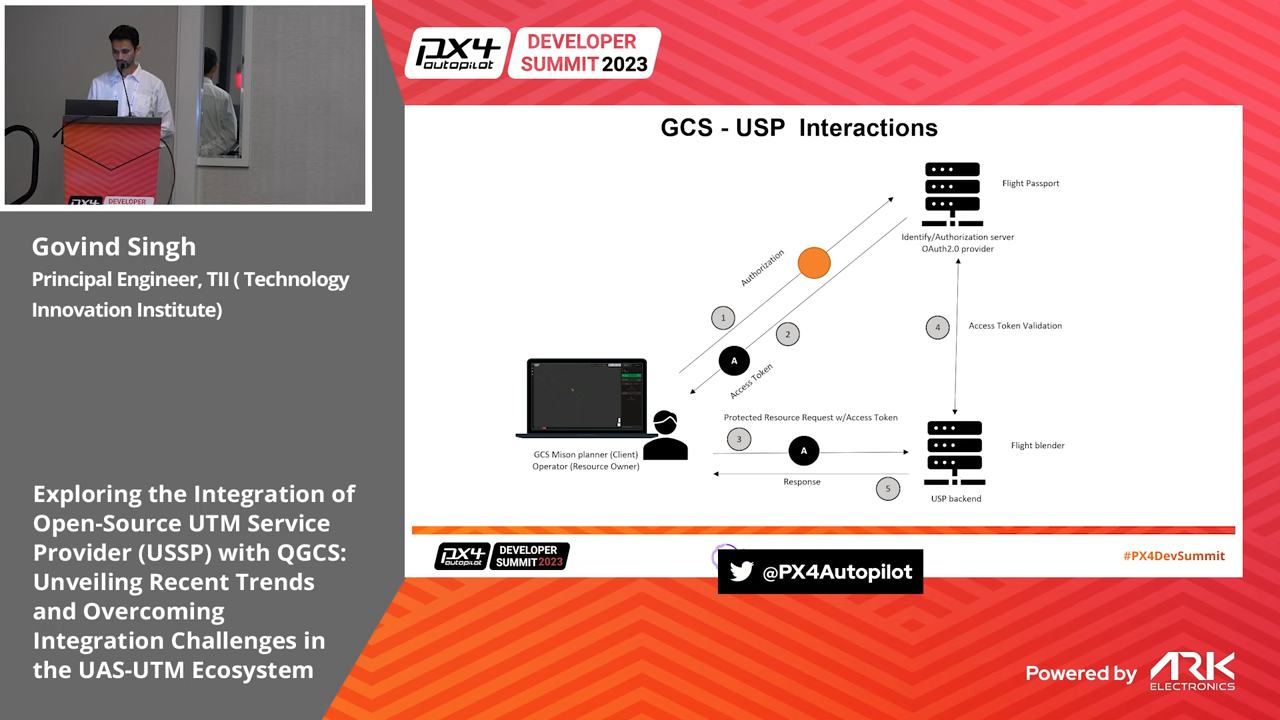 PX4
autopilot
DEVELOPER
SUMMIT 2023
GCS - USP Interactions
Flight Passport
Identify/Authorization server
OAuth2.0 provider
Authorization
1
2
4
Access Token Validation
A
Access Token
Protected Resource Request w/Access Token
3
A
Flight blender
GCS Mison planner (Client)
Operator (Resource Owner)
Response
5
USP backend
PX4
autopilot
DEVELOPER
SUMMIT 2023
@PX4Autopilot
#PX4DevSummit
Powered by
ARK
ELECTRONICS
PX4
DEVELOPER
Govind Singh
Principal Engineer, TII ( Technology
Innovation Institute)
Exploring the Integration of
Open-Source UTM Service
Provider (USSP) with QGCS:
Unveiling Recent Trends
and Overcoming
Integration Challenges in
the UAS-UTM Ecosystem